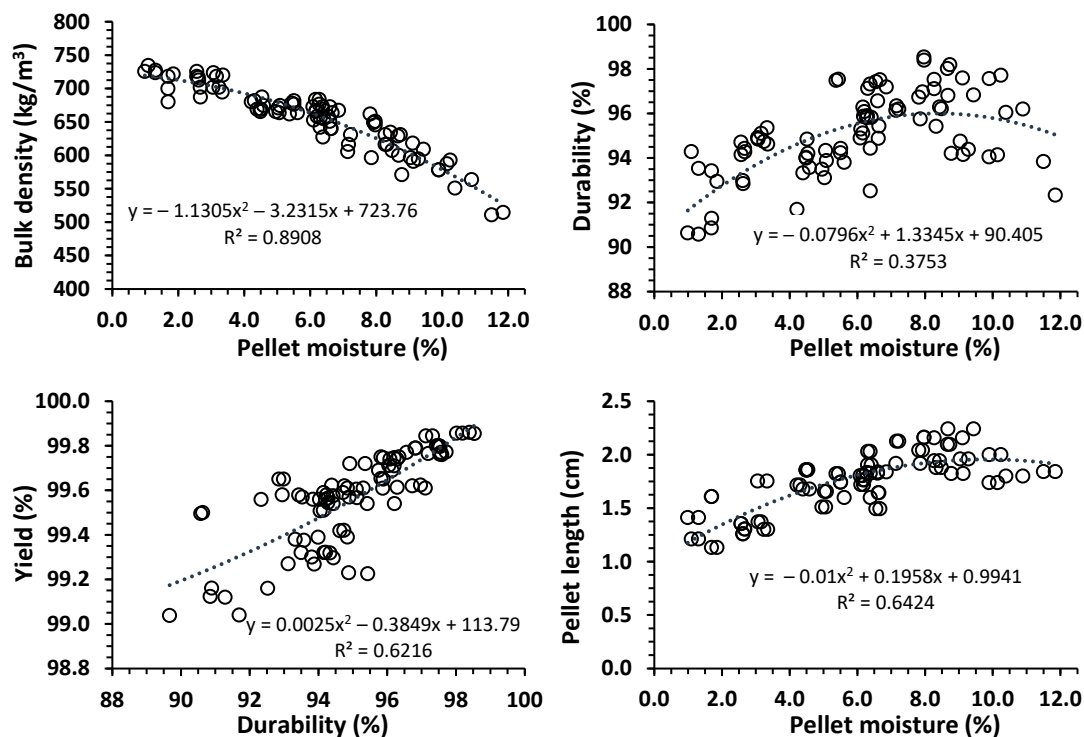 800
750
700
650
600
550
500
450
400
Bulk density (kg/m³)
y = – 1.1305x² – 3.2315x + 723.76
R² = 0.8908
0.0 2.0 4.0 6.0 8.0 10.0 12.0
Pellet moisture (%)
100
98
96
94
92
90
88
Durability (%)
y = – 0.0796x² + 1.3345x + 90.405
R² = 0.3753
0.0 2.0 4.0 6.0 8.0 10.0 12.0
Pellet moisture (%)
100.0
99.8
99.6
99.4
99.2
99.0
98.8
Yield (%)
y = 0.0025x² – 0.3849x + 113.79
R² = 0.6216
88 90 92 94 96 98 100
Durability (%)
2.5
2.0
1.5
1.0
0.5
0.0
Pellet length (cm)
y = – 0.01x² + 0.1958x + 0.9941
R² = 0.6424
0.0 2.0 4.0 6.0 8.0 10.0 12.0
Pellet moisture (%)